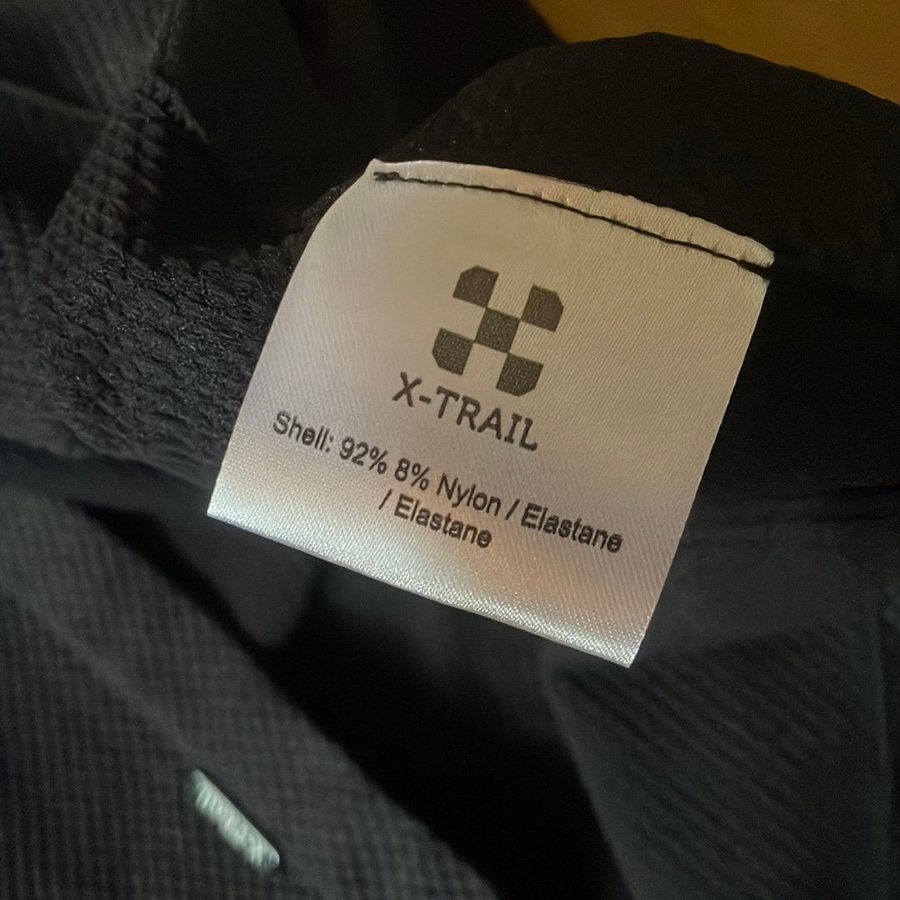 X-TRAIL
Shell: 92% 8% Nylon / Elastane
/ Elastane